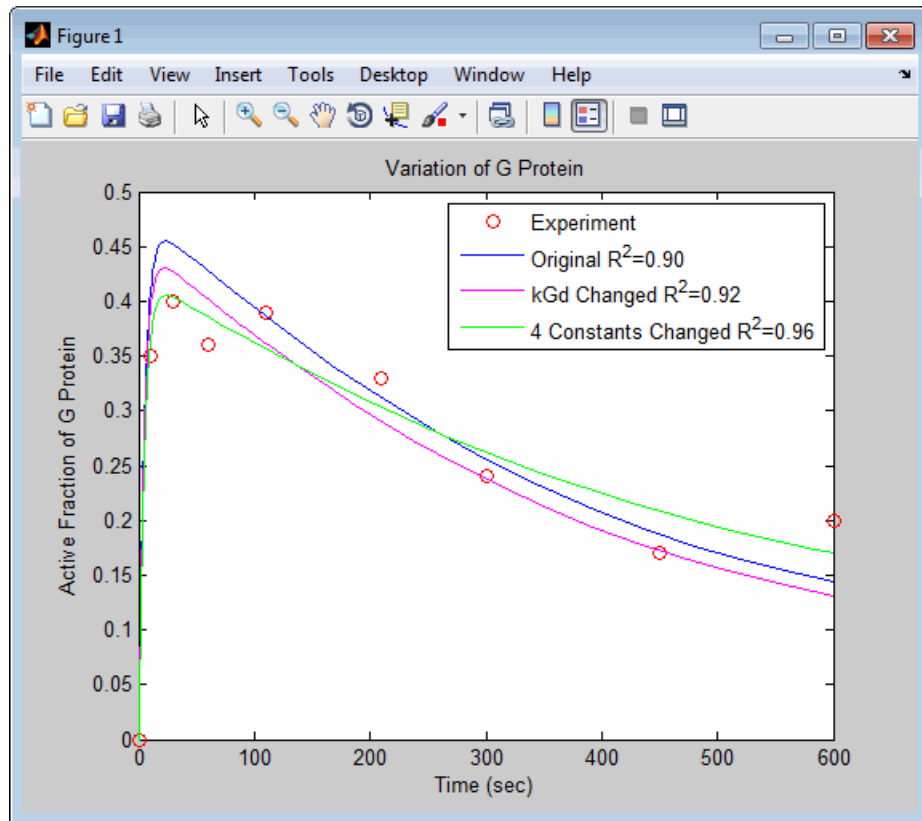 Figure 1
File Edit View Insert Tools Desktop Window Help
Variation of G Protein
Experiment
Original R²=0.90
kGd Changed R²=0.92
4 Constants Changed R²=0.96
Active Fraction of G Protein
0.5
0.45
0.4
0.35
0.3
0.25
0.2
0.15
0.1
0.05
0
0 100 200 300 400 500 600
Time (sec)